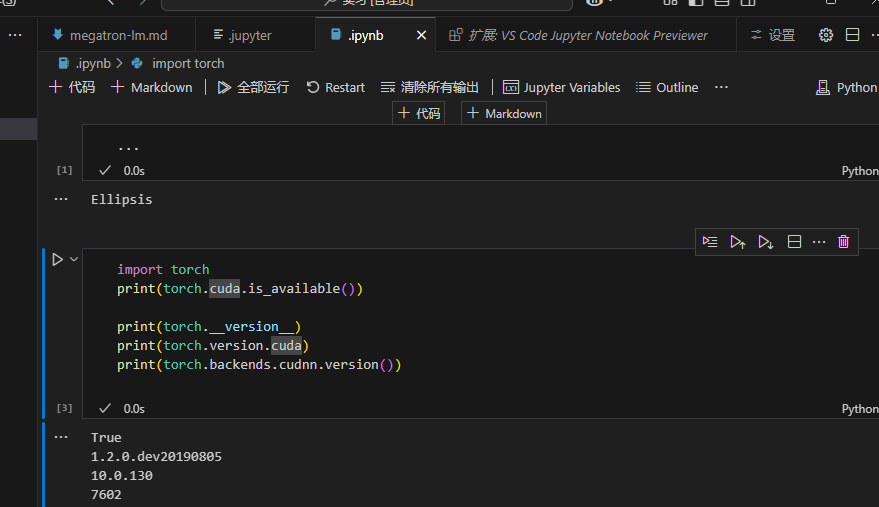 megatron-lm.md .jupyter .ipynb 扩展: VS Code Jupyter Notebook Previewer 设置
.ipynb > import torch
+ 代码 + Markdown 全部运行 Restart 清除所有输出 Jupyter Variables Outline ... Python
+ 代码 + Markdown
...
[1] 0.0s Python
... Ellipsis
import torch
print(torch.cuda.is_available())
print(torch.__version__)
print(torch.version.cuda)
print(torch.backends.cudnn.version())
[3] 0.0s Python
... True
1.2.0.dev20190805
10.0.130
7602